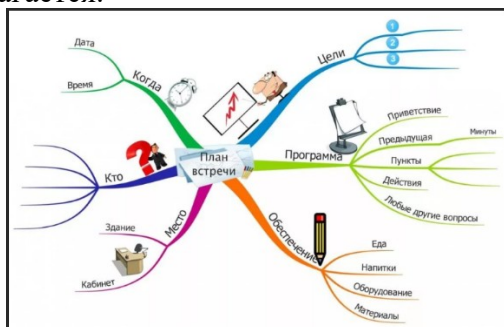 Дата
Время
Когда
Цели
1
2
3
Приветствие
Предыдущая
Минуты
Программа
Пункты
Действия
Любые другие вопросы
План
встречи
Кто
Место
Здание
Кабинет
Обеспечение
Еда
Напитки
Оборудование
Материалы